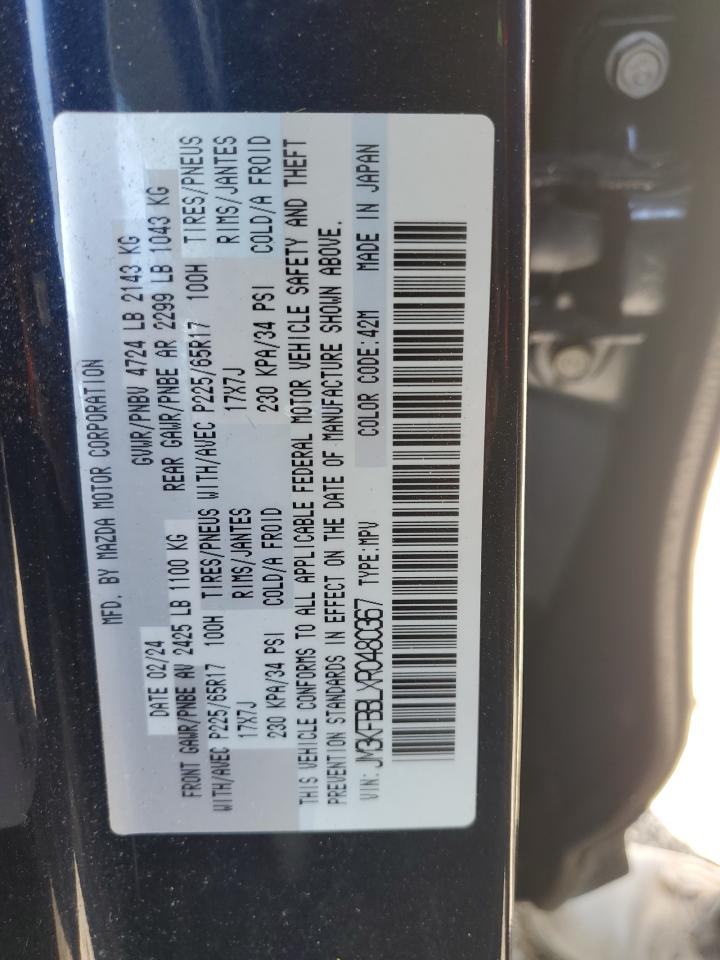 MFD. BY MAZDA MOTOR CORPORATION
DATE 02/24 GVWR/PNBV 4724 LB 2143 KG
FRONT GAWR/PNBE AV 2425 LB 1100 KG REAR GAWR/PNBE AR 2299 LB 1043 KG
WITH/AVEC P225/65R17 100H TIRES/PNEUS WITH/AVEC P225/65R17 100H TIRES/PNEUS
17X7J RIMS/JANTES 17X7J RIMS/JANTES
230 KPA/34 PSI COLD/A FROID 230 KPA/34 PSI COLD/A FROID
THIS VEHICLE CONFORMS TO ALL APPLICABLE FEDERAL MOTOR VEHICLE SAFETY AND THEFT
PREVENTION STANDARDS IN EFFECT ON THE DATE OF MANUFACTURE SHOWN ABOVE.
VIN: JM3KFBBLXR0480367 TYPE:MPV COLOR CODE:42M MADE IN JAPAN